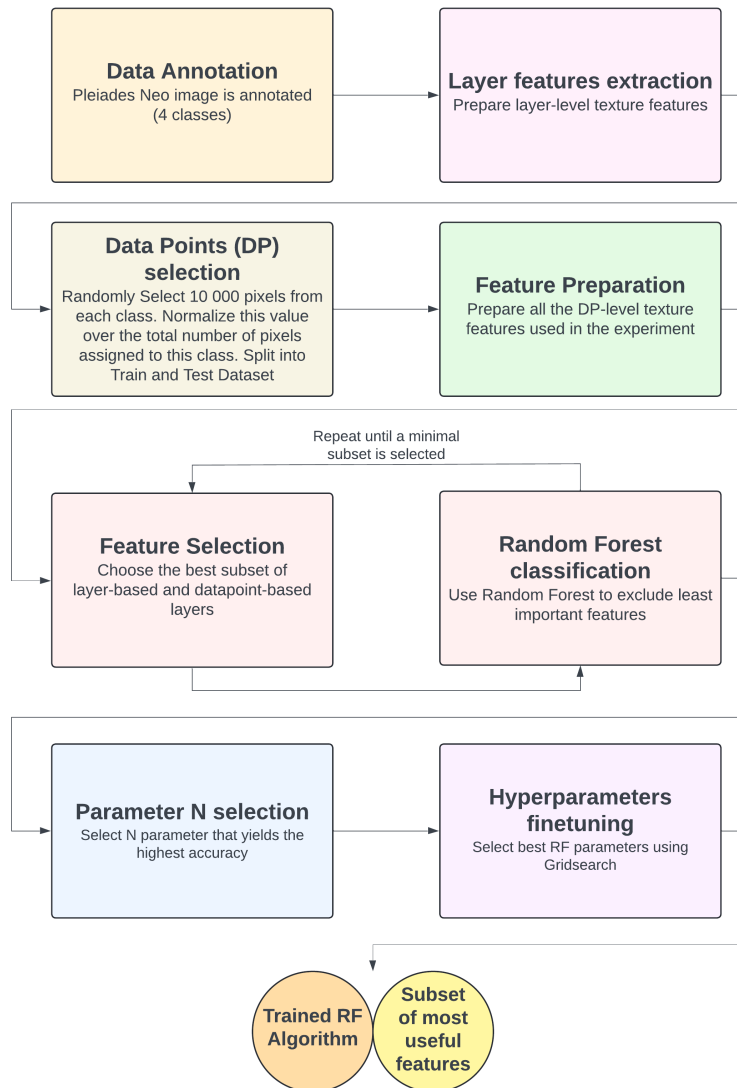 Data Annotation
Pleiades Neo image is annotated
(4 classes)
Layer features extraction
Prepare layer-level texture features
Data Points (DP)
selection
Randomly Select 10 000 pixels from
each class. Normalize this value
over the total number of pixels
assigned to this class. Split into
Train and Test Dataset
Feature Preparation
Prepare all the DP-level texture
features used in the experiment
Repeat until a minimal
subset is selected
Feature Selection
Choose the best subset of
layer-based and datapoint-based
layers
Random Forest
classification
Use Random Forest to exclude least
important features
Parameter N selection
Select N parameter that yields the
highest accuracy
Hyperparameters
finetuning
Select best RF parameters using
Gridsearch
Trained RF
Algorithm
Subset
of most
useful
features